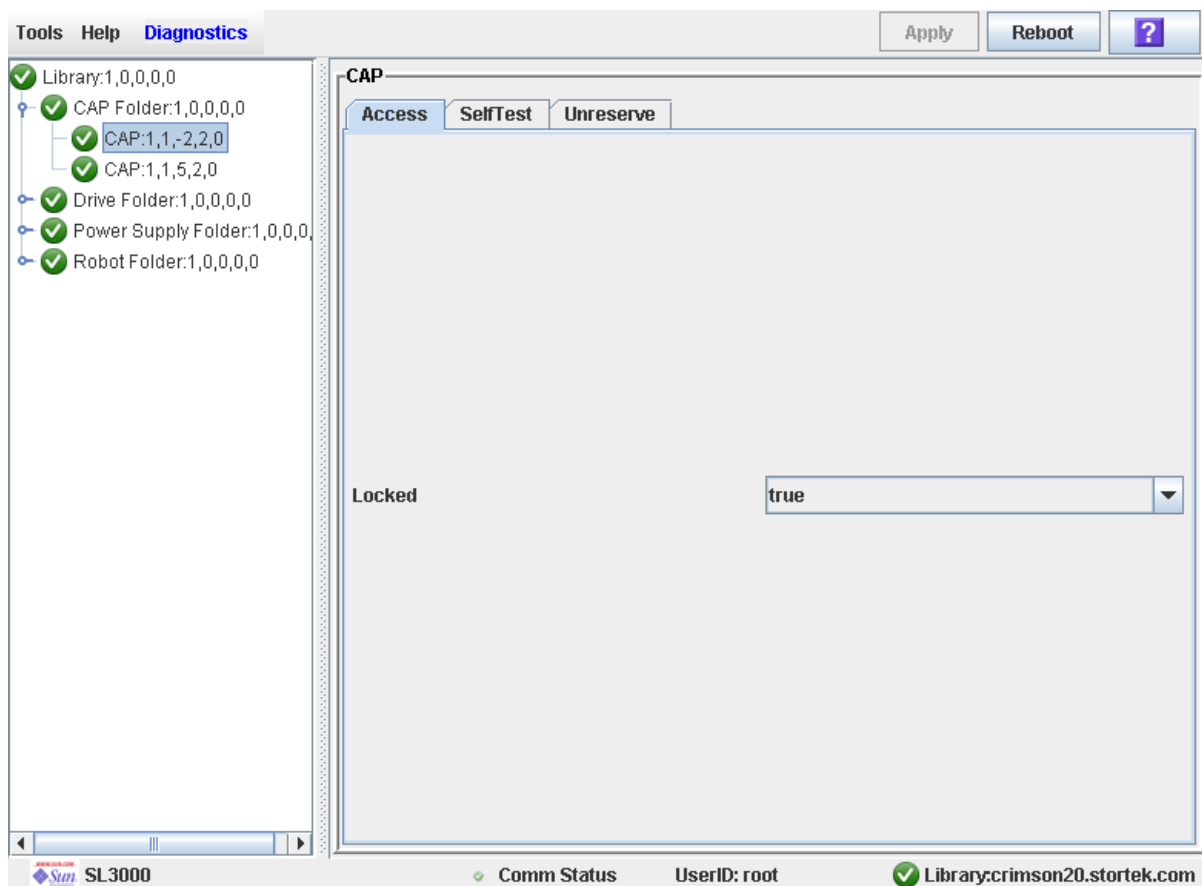 Tools Help Diagnostics
Apply Reboot ?
Library:1,0,0,0,0
CAP Folder:1,0,0,0,0
CAP:1,1,-2,2,0
CAP:1,1,5,2,0
Drive Folder:1,0,0,0,0
Power Supply Folder:1,0,0,0,
Robot Folder:1,0,0,0,0
CAP
Access SelfTest Unreserve
Locked true
Sun SL3000 Comm Status UserID: root Library:crimson20.stortek.com